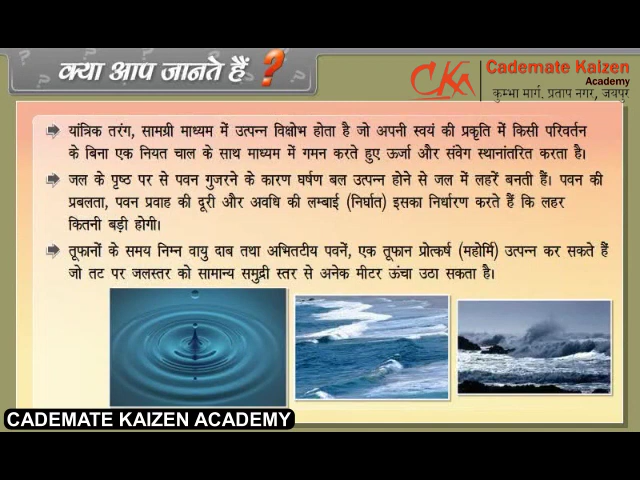 क्या आप जानते हैं ?
CKA
Cademate Kaizen
Academy
कुम्भा मार्ग. प्रताप नगर, जयपुर
यांत्रिक तरंग, सामग्री माध्यम में उत्पन्न विक्षोभ होता है जो अपनी स्वयं की प्रकृति में किसी परिवर्तन
के बिना एक नियत चाल के साथ माध्यम में गमन करते हुए ऊर्जा और संवेग स्थानांतरित करता है।
जल के पृष्ठ पर से पवन गुजरने के कारण घर्षण बल उत्पन्न होने से जल में लहरें बनती हैं। पवन की
प्रबलता, पवन प्रवाह की दूरी और अवधि की लम्बाई (निर्घात) इसका निर्धारण करते हैं कि लहर
कितनी बड़ी होगी।
तूफानों के समय निम्न वायु दाब तथा अभितटीय पवनें, एक तूफान प्रोत्कर्ष (महोर्मि) उत्पन्न कर सकते हैं
जो तट पर जलस्तर को सामान्य समुद्री स्तर से अनेक मीटर ऊंचा उठा सकता है।
CADEMATE KAIZEN ACADEMY